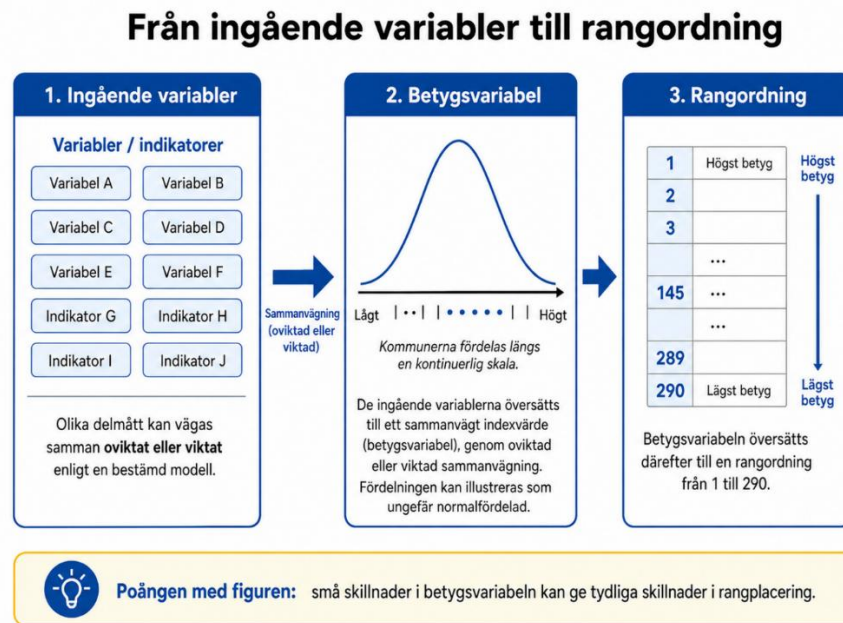 Från ingående variabler till rangordning
1. Ingående variabler
Variabler / indikatorer
Variabel A
Variabel B
Variabel C
Variabel D
Variabel E
Variabel F
Indikator G
Indikator H
Indikator I
Indikator J
Olika delmått kan vägas
samman oviktat eller viktat
enligt en bestämd modell.
Sammanvägning
(oviktad eller
viktad)
2. Betygsvariabel
Lågt
Högt
Kommunerna fördelas längs
en kontinuerlig skala.
De ingående variablerna översätts
till ett sammanvägt indexvärde
(betygsvariabel), genom oviktad
eller viktad sammanvägning.
Fördelningen kan illustreras som
ungefär normalfördelad.
3. Rangordning
1 Högst betyg
2
3
...
145 ...
...
289
290 Lägst betyg
Högst
betyg
Lägst
betyg
Betygsvariabeln översätts
därefter till en rangordning
från 1 till 290.
Poängen med figuren: små skillnader i betygsvariabeln kan ge tydliga skillnader i rangplacering.